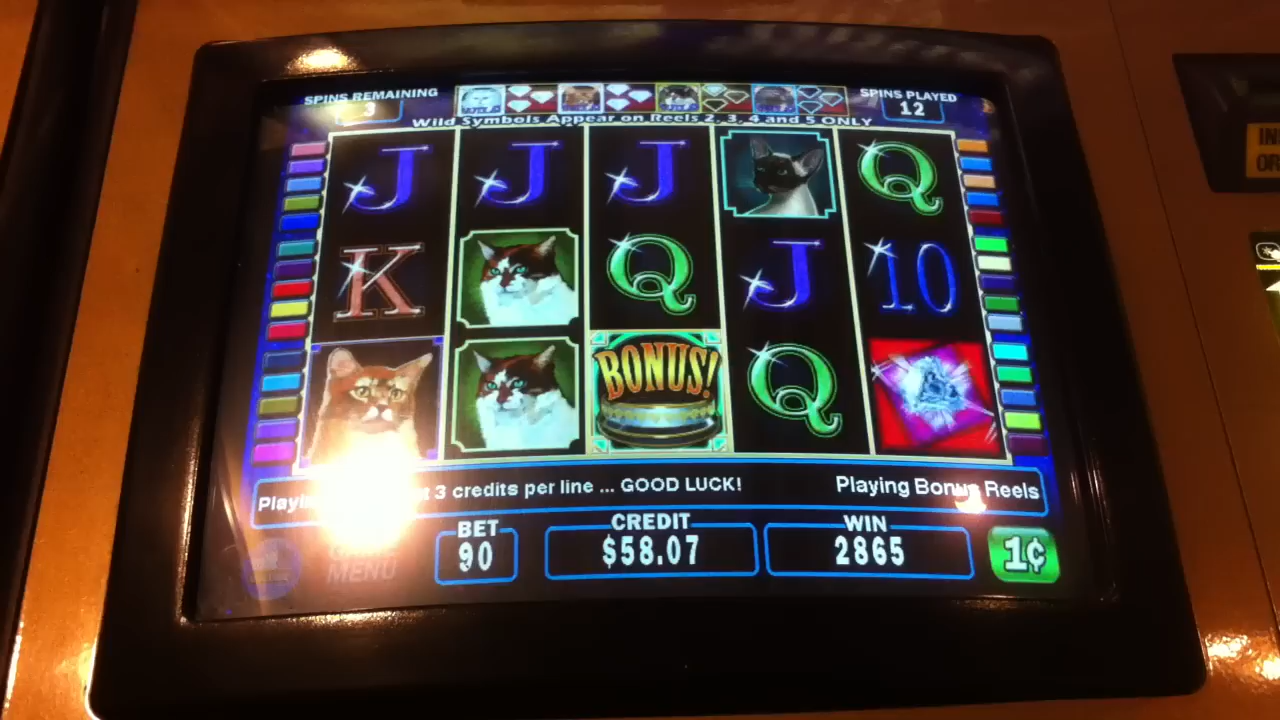 SPINS REMAINING
3
SPINS PLAYED
12
Wild Symbols Appear on Reels 2, 3, 4 and 5 ONLY
J J J Q
K Q J 10
BONUS! Q
3 credits per line ... GOOD LUCK!
Playing Bonus Reels
BET
90
CREDIT
$58.07
WIN
2865
1¢
MENU